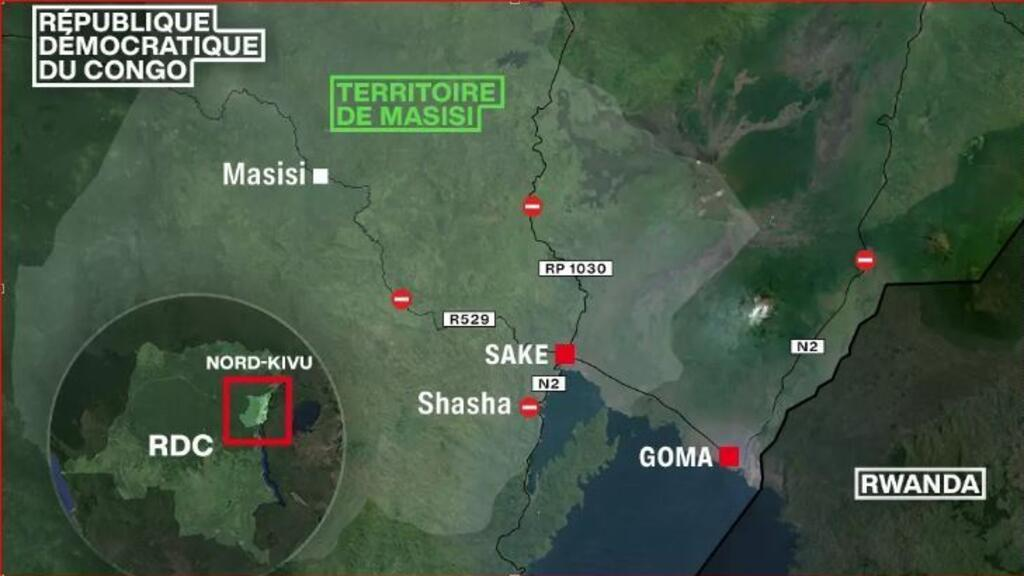 RÉPUBLIQUE
DÉMOCRATIQUE
DU CONGO
TERRITOIRE
DE MASISI
Masisi
RP 1030
R529
N2
SAKE
N2
Shasha
GOMA
RWANDA
NORD-KIVU
RDC